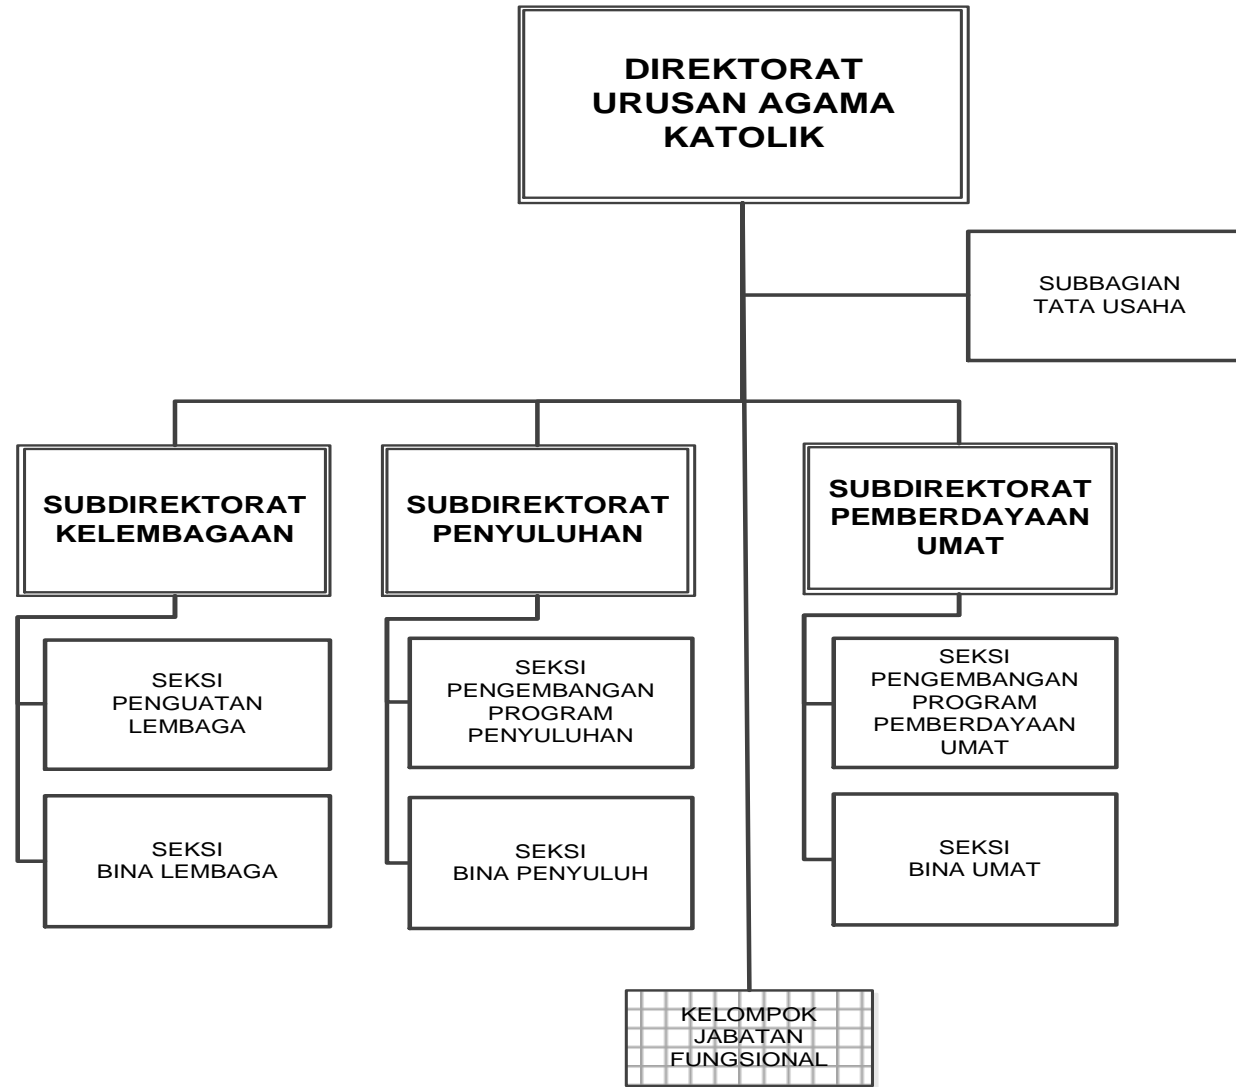 DIREKTORAT
URUSAN AGAMA
KATOLIK
SUBBAGIAN
TATA USAHA
SUBDIREKTORAT
KELEMBAGAAN
SUBDIREKTORAT
PENYULUHAN
SUBDIREKTORAT
PEMBERDAYAAN
UMAT
SEKSI
PENGUATAN
LEMBAGA
SEKSI
PENGEMBANGAN
PROGRAM
PENYULUHAN
SEKSI
PENGEMBANGAN
PROGRAM
PEMBERDAYAAN
UMAT
SEKSI
BINA LEMBAGA
SEKSI
BINA PENYULUH
SEKSI
BINA UMAT
KELOMPOK
JABATAN
FUNGSIONAL